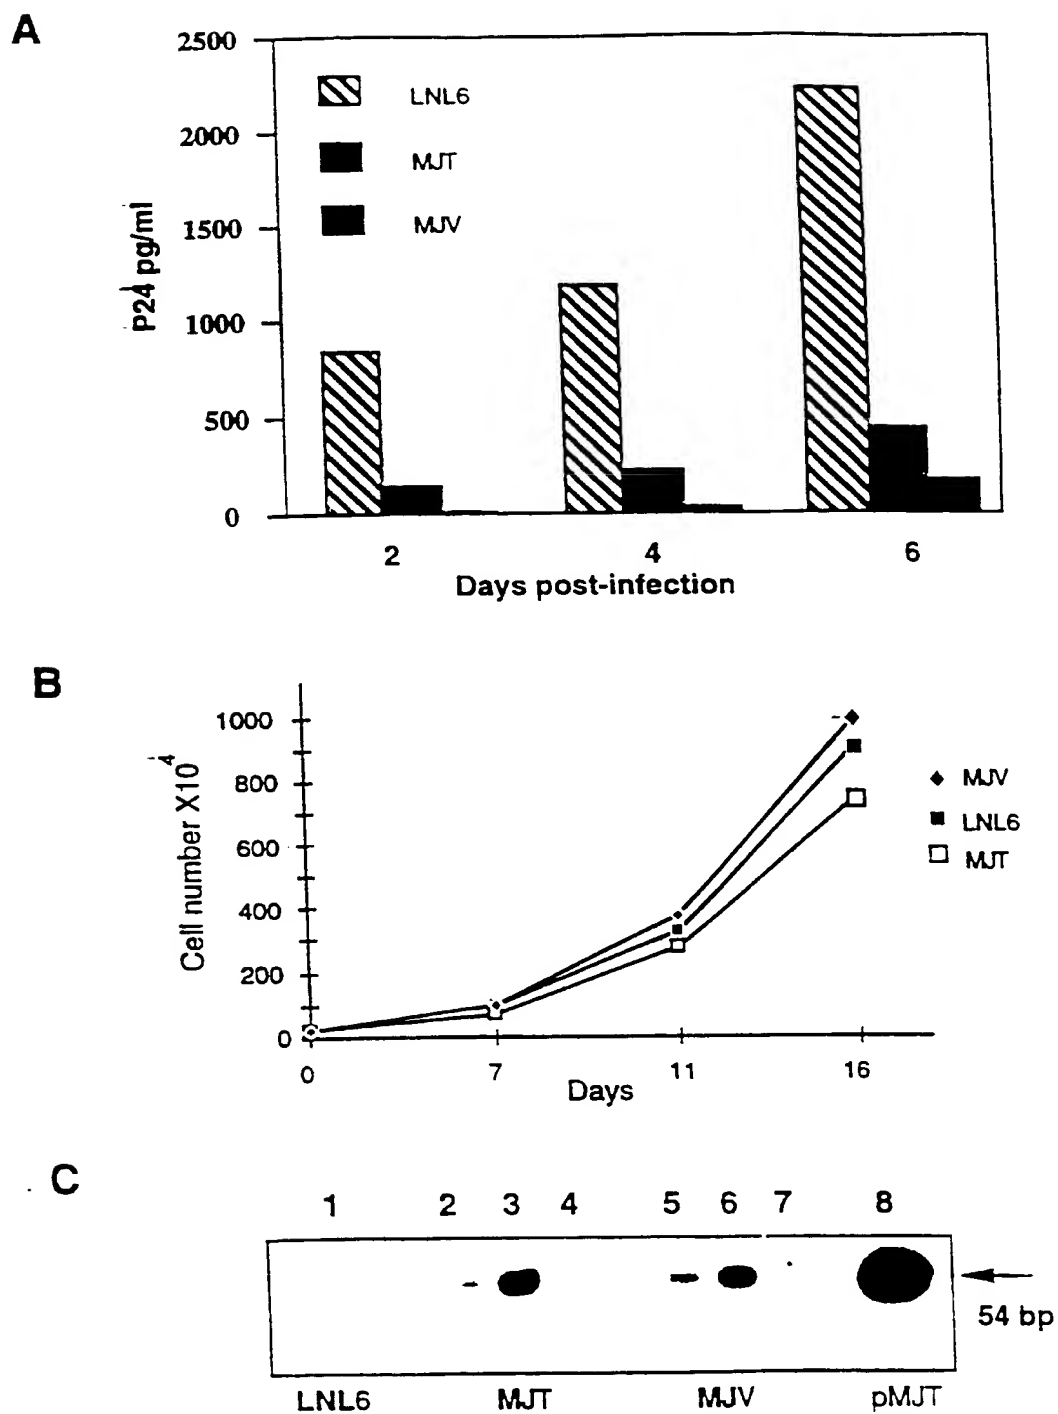 A
2500
2000
1500
1000
500
0
P24 pg/ml
LNL6
MJT
MJV
2 4 6
Days post-infection
B
1000
800
600
400
200
0
Cell number X10⁴
MJV
LNL6
MJT
0 7 11 16
Days
C
1 2 3 4 5 6 7 8
54 bp
LNL6 MJT MJV pMJT